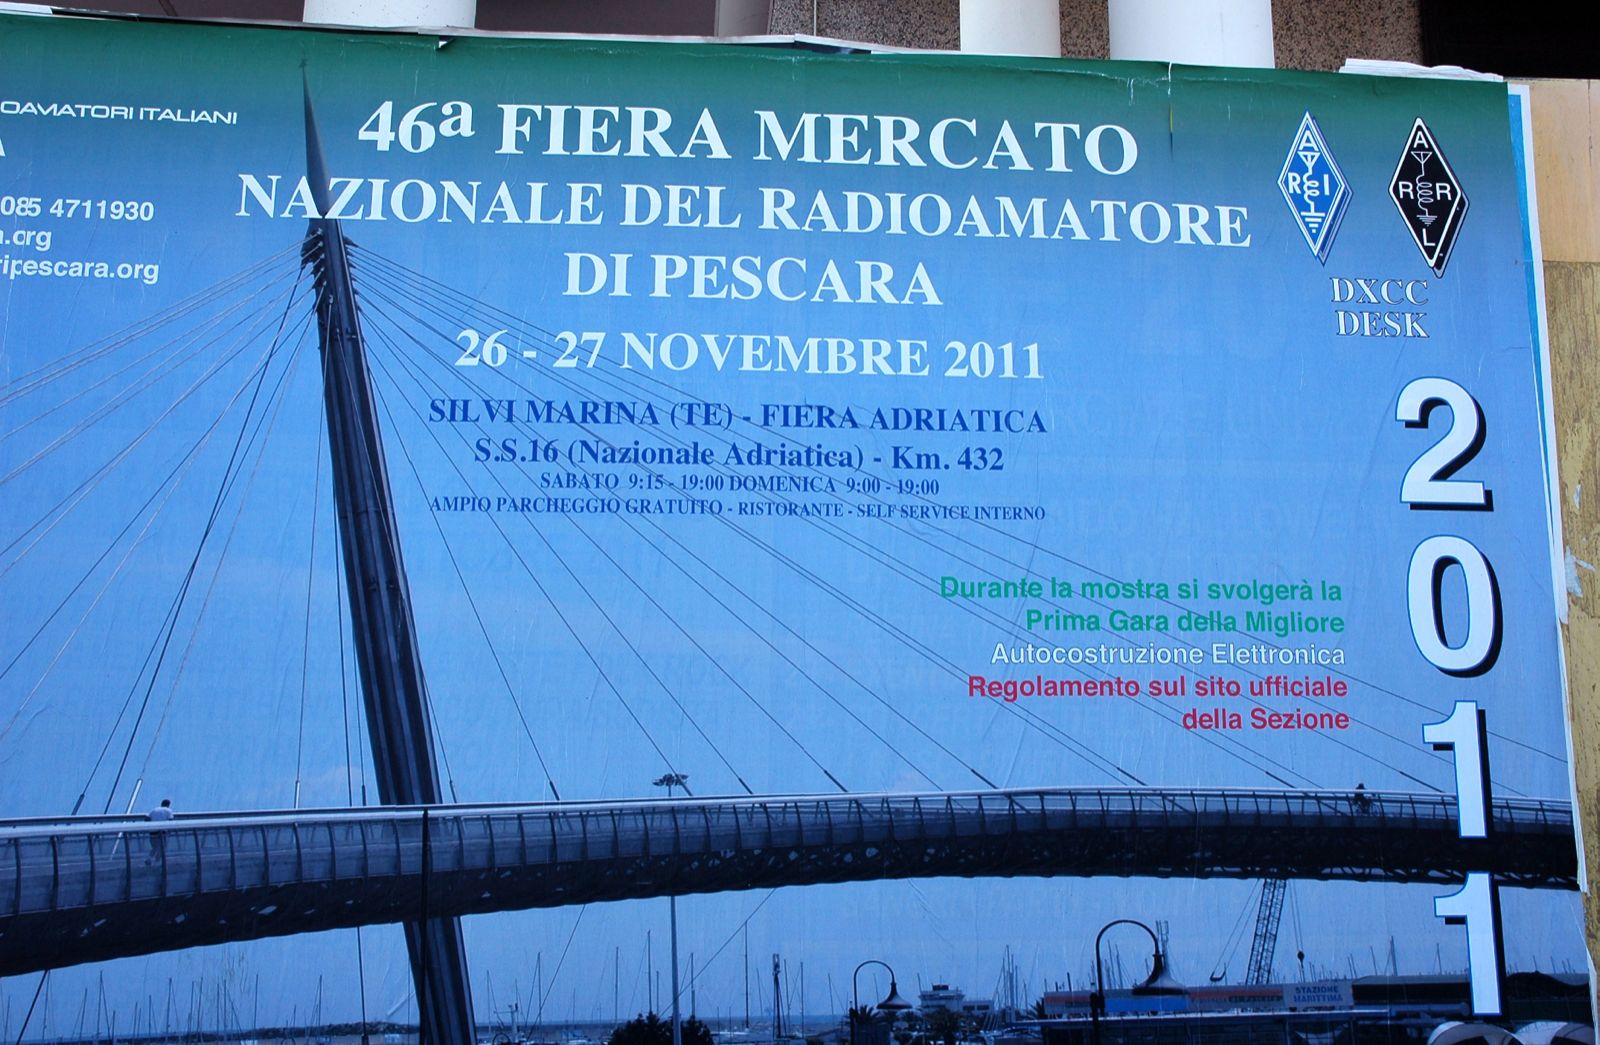 OAMATORI ITALIANI
085 4711930
.org
ripescara.org
46ª FIERA MERCATO
NAZIONALE DEL RADIOAMATORE
DI PESCARA
26 - 27 NOVEMBRE 2011
SILVI MARINA (TE) - FIERA ADRIATICA
S.S.16 (Nazionale Adriatica) - Km. 432
SABATO 9:15 - 19:00 DOMENICA 9:00 - 19:00
AMPIO PARCHEGGIO GRATUITO - RISTORANTE - SELF SERVICE INTERNO
A
R I
A
R R
L
DXCC
DESK
2011
Durante la mostra si svolgerà la
Prima Gara della Migliore
Autocostruzione Elettronica
Regolamento sul sito ufficiale
della Sezione
STAZIONE
MARITTIMA